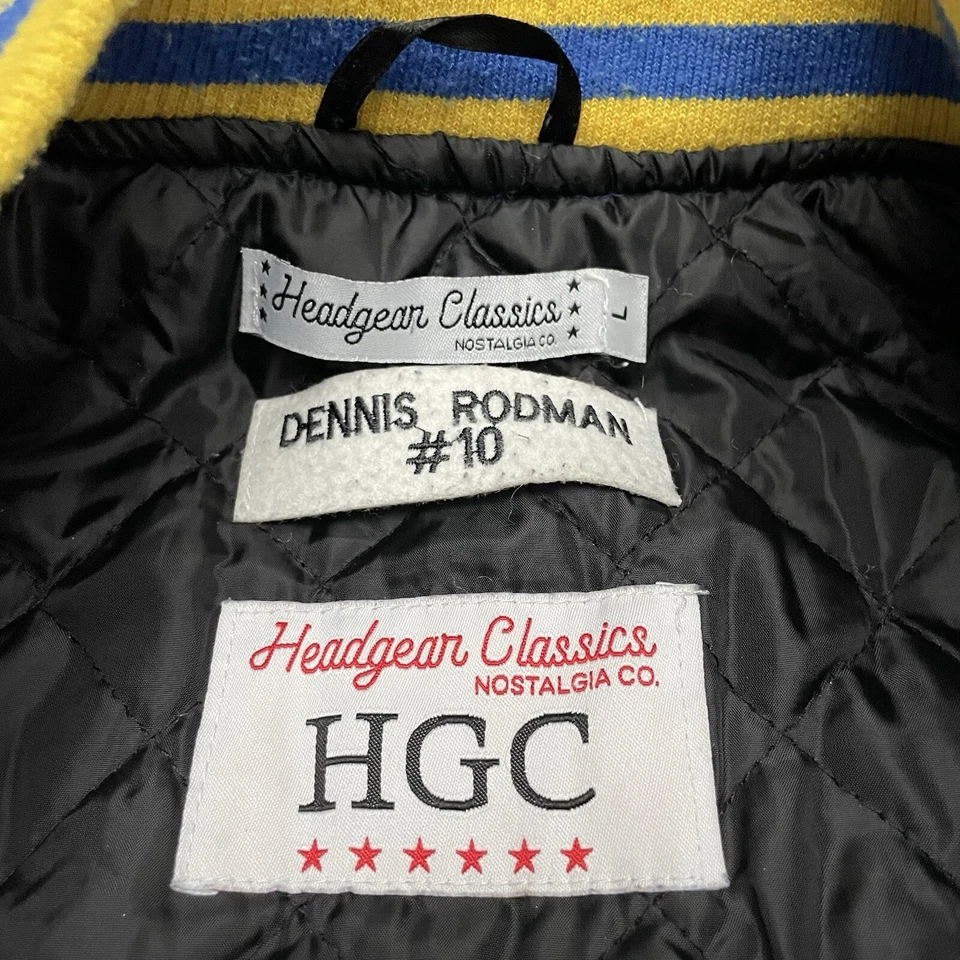 Headgear Classics
NOSTALGIA CO.
L
DENNIS RODMAN
#10
Headgear Classics
NOSTALGIA CO.
HGC